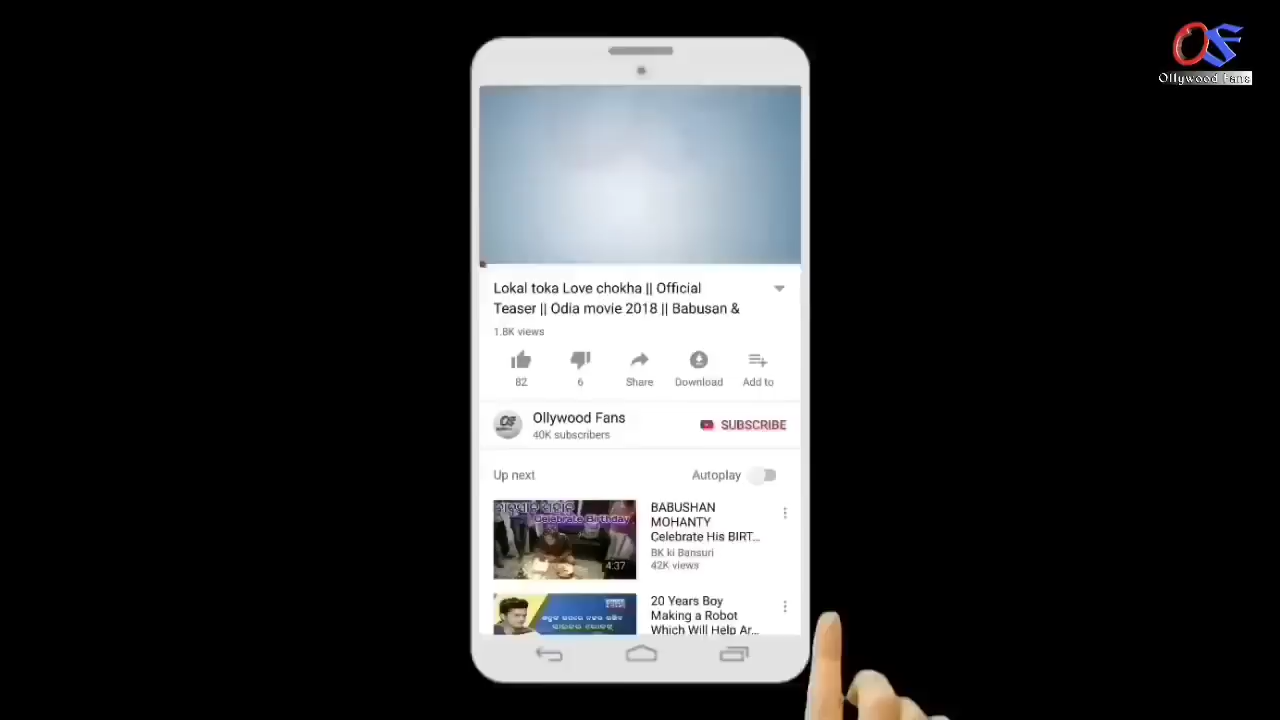 OF
Ollywood Fans
Lokal toka Love chokha || Official
Teaser || Odia movie 2018 || Babusan &
1.8K views
82
6
Share
Download
Add to
Ollywood Fans
40K subscribers
SUBSCRIBE
Up next
Autoplay
Celebrate Birthday
4:37
BABUSHAN
MOHANTY
Celebrate His BIRT...
BK ki Bansuri
42K views
20 Years Boy
Making a Robot
Which Will Help Ar...